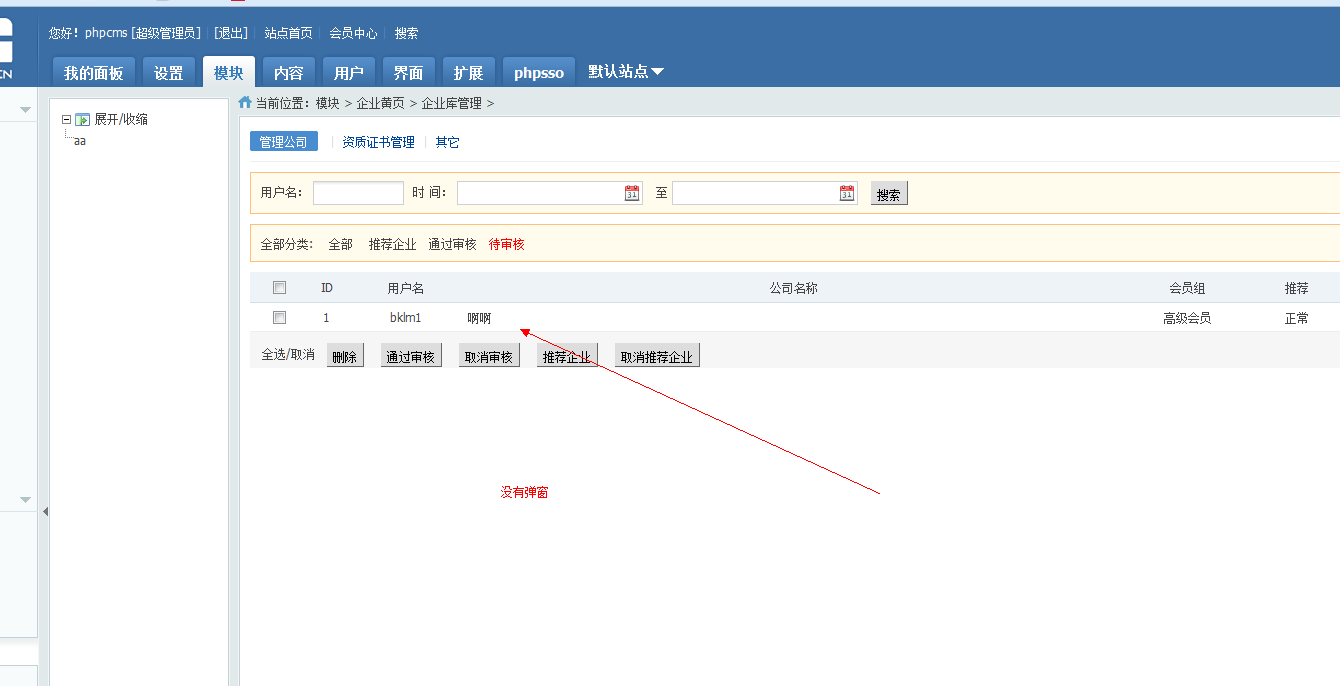 您好！phpcms [超级管理员] [退出] 站点首页 会员中心 搜索
CN
我的面板 设置 模块 内容 用户 界面 扩展 phpsso 默认站点
当前位置：模块 > 企业黄页 > 企业库管理 >
展开/收缩
aa
管理公司 资质证书管理 其它
用户名： 时 间： 31 至 31 搜索
全部分类: 全部 推荐企业 通过审核 待审核
ID 用户名 公司名称 会员组 推荐
1 bklm1 啊啊 高级会员 正常
全选/取消 删除 通过审核 取消审核 推荐企业 取消推荐企业
没有弹窗